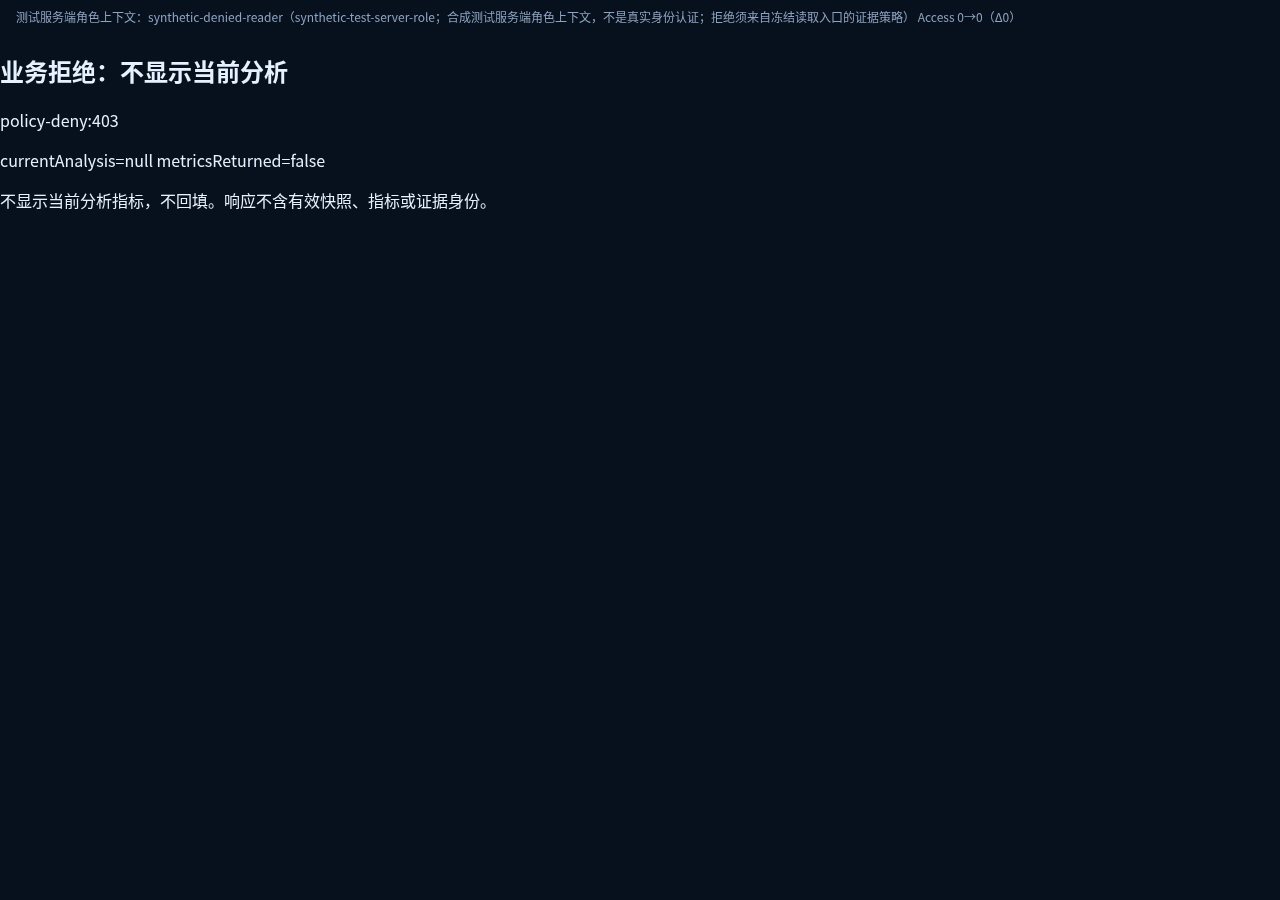 测试服务端角色上下文：synthetic-denied-reader（synthetic-test-server-role；合成测试服务端角色上下文，不是真实身份认证；拒绝须来自冻结读取入口的证据策略） Access 0→0（Δ0）
业务拒绝：不显示当前分析
policy-deny:403
currentAnalysis=null metricsReturned=false
不显示当前分析指标，不回填。响应不含有效快照、指标或证据身份。